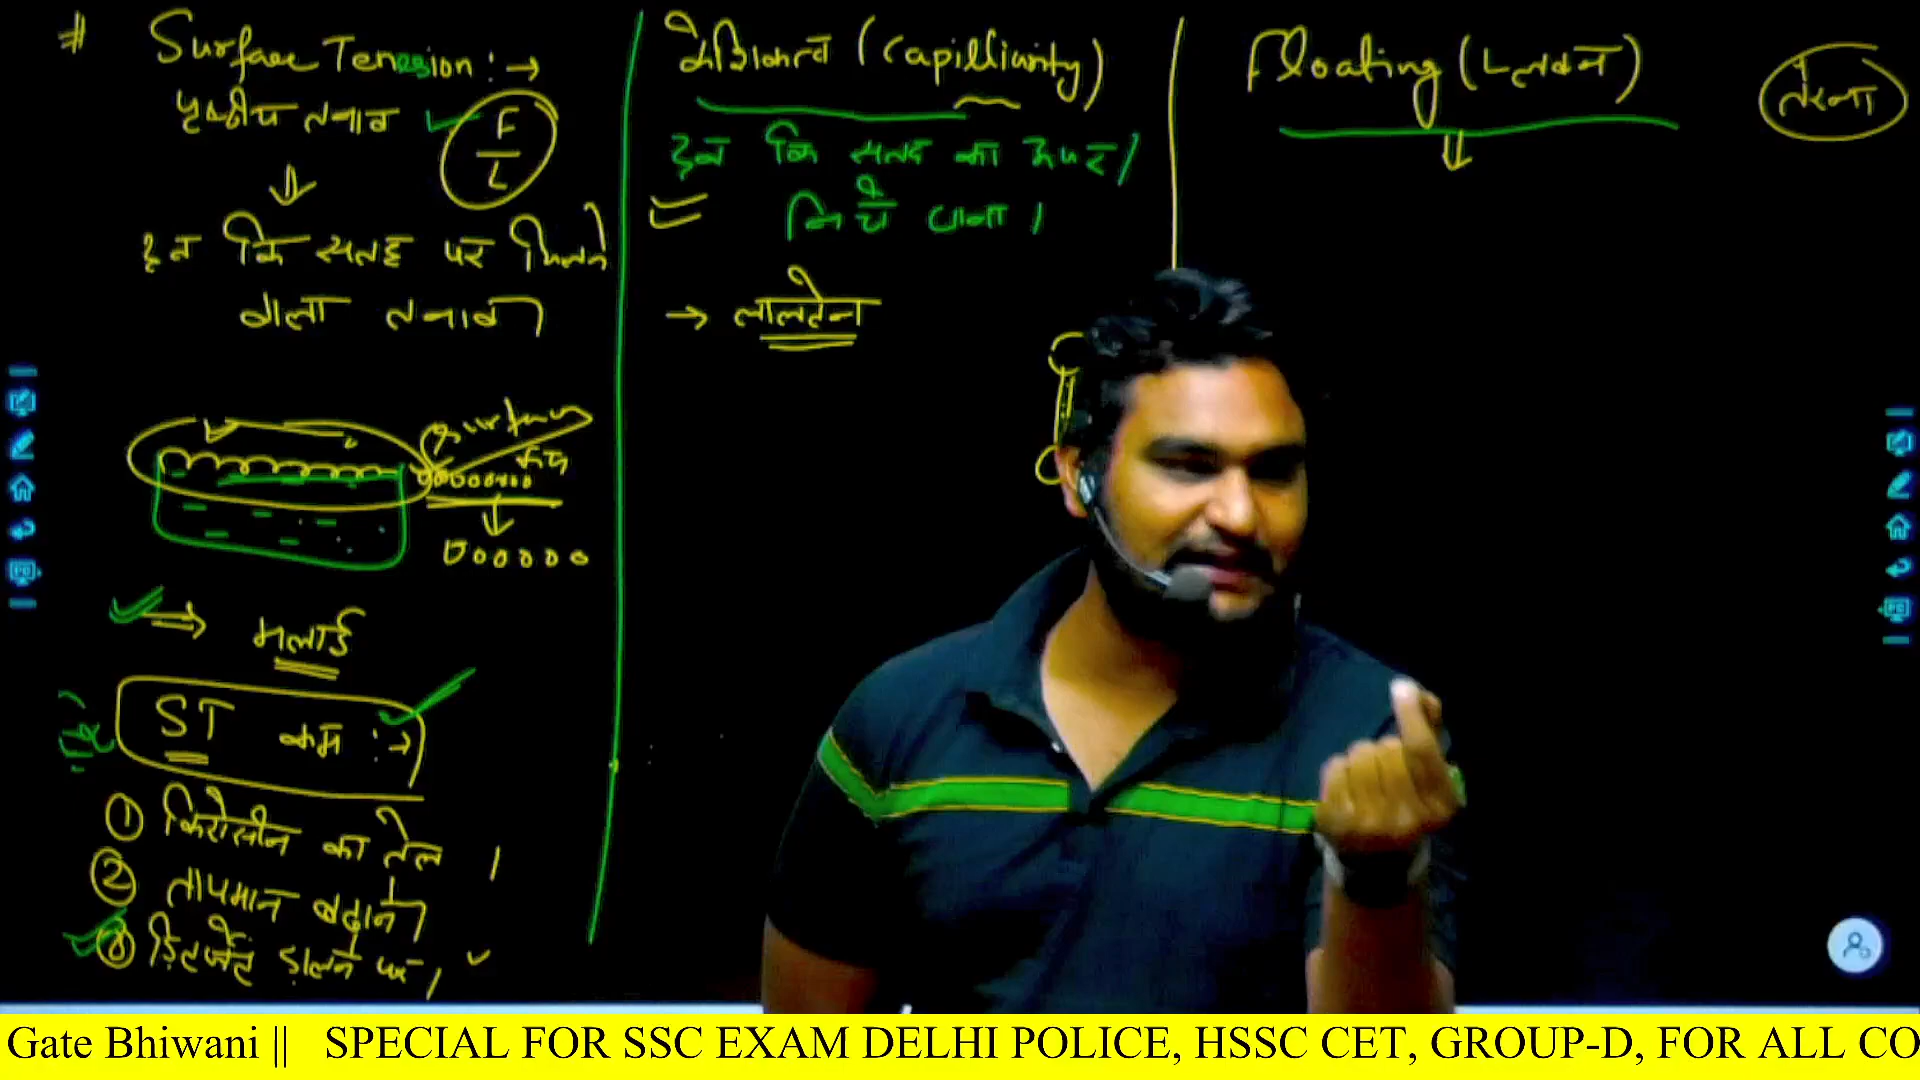 # Surface Tension :→
पृष्ठीय तनाव
F
L
द्रव कि सतह पर मिलने
वाला तनाव
surface
मलाई
ST कम :→
① किरोसीन का तेल ।
② तापमान बढ़ाने
③ डिटर्जेंट डालने पर,
केशिकत्व (Capilliarity)
द्रव कि सतह का ऊपर/
निचे जाना ।
→ लालटेन
Floating (प्लवन)
तैरना
Gate Bhiwani || SPECIAL FOR SSC EXAM DELHI POLICE, HSSC CET, GROUP-D, FOR ALL CO